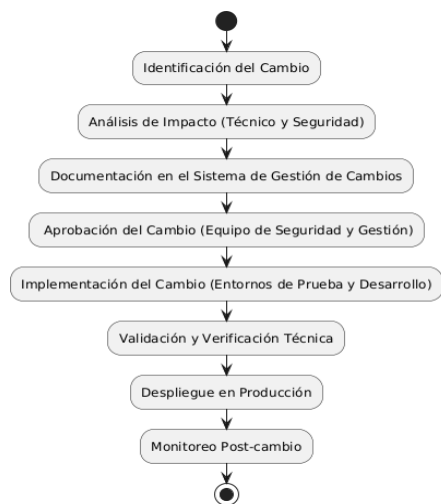 Identificación del Cambio
Análisis de Impacto (Técnico y Seguridad)
Documentación en el Sistema de Gestión de Cambios
Aprobación del Cambio (Equipo de Seguridad y Gestión)
Implementación del Cambio (Entornos de Prueba y Desarrollo)
Validación y Verificación Técnica
Despliegue en Producción
Monitoreo Post-cambio